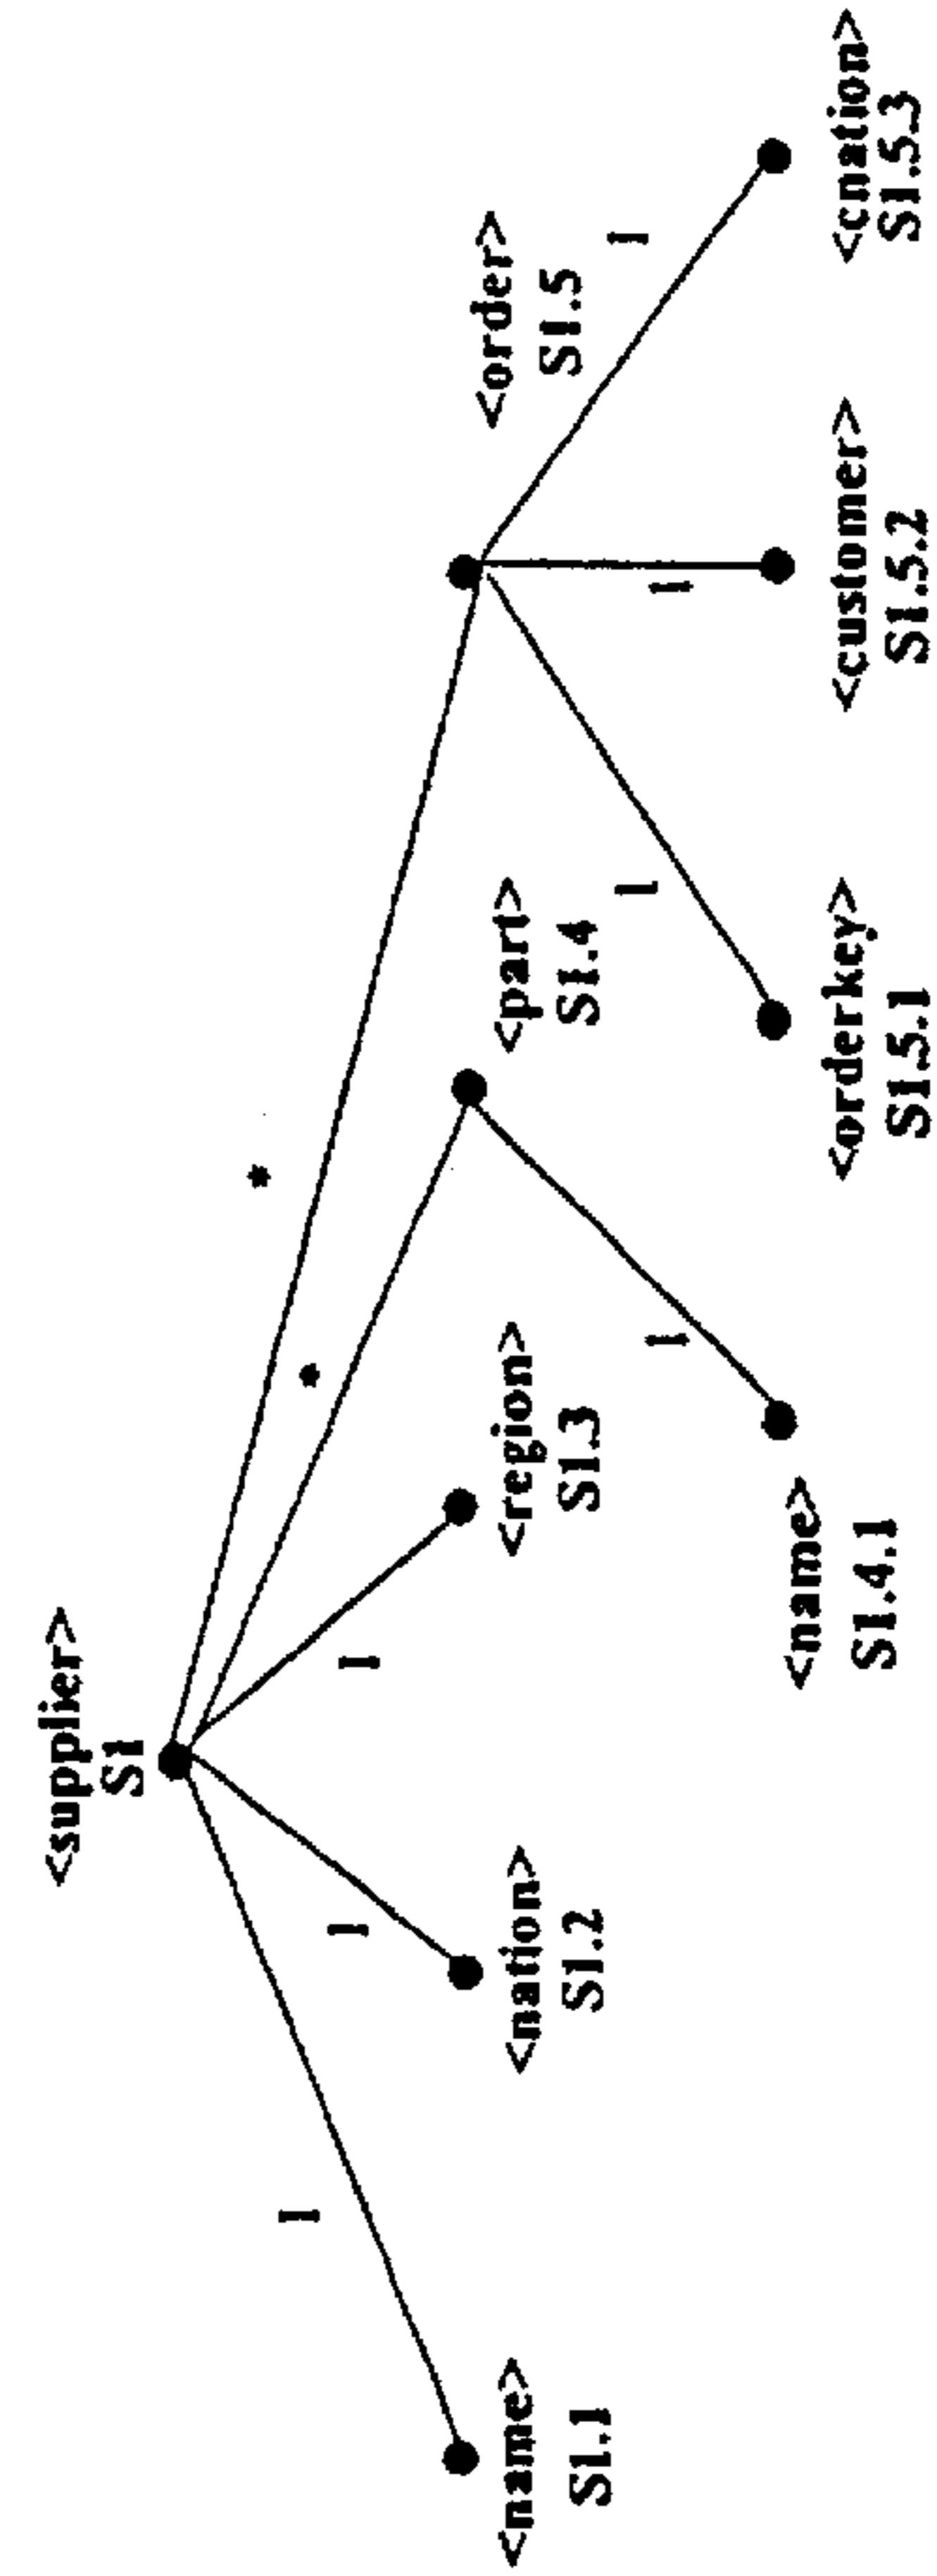 <supplier>
S1
*
*
1
1
1
<name>
S1.1
<nation>
S1.2
<region>
S1.3
<part>
S1.4
<order>
S1.5
1
1
1
1
<name>
S1.4.1
<orderkey>
S1.5.1
<customer>
S1.5.2
<cnation>
S1.5.3